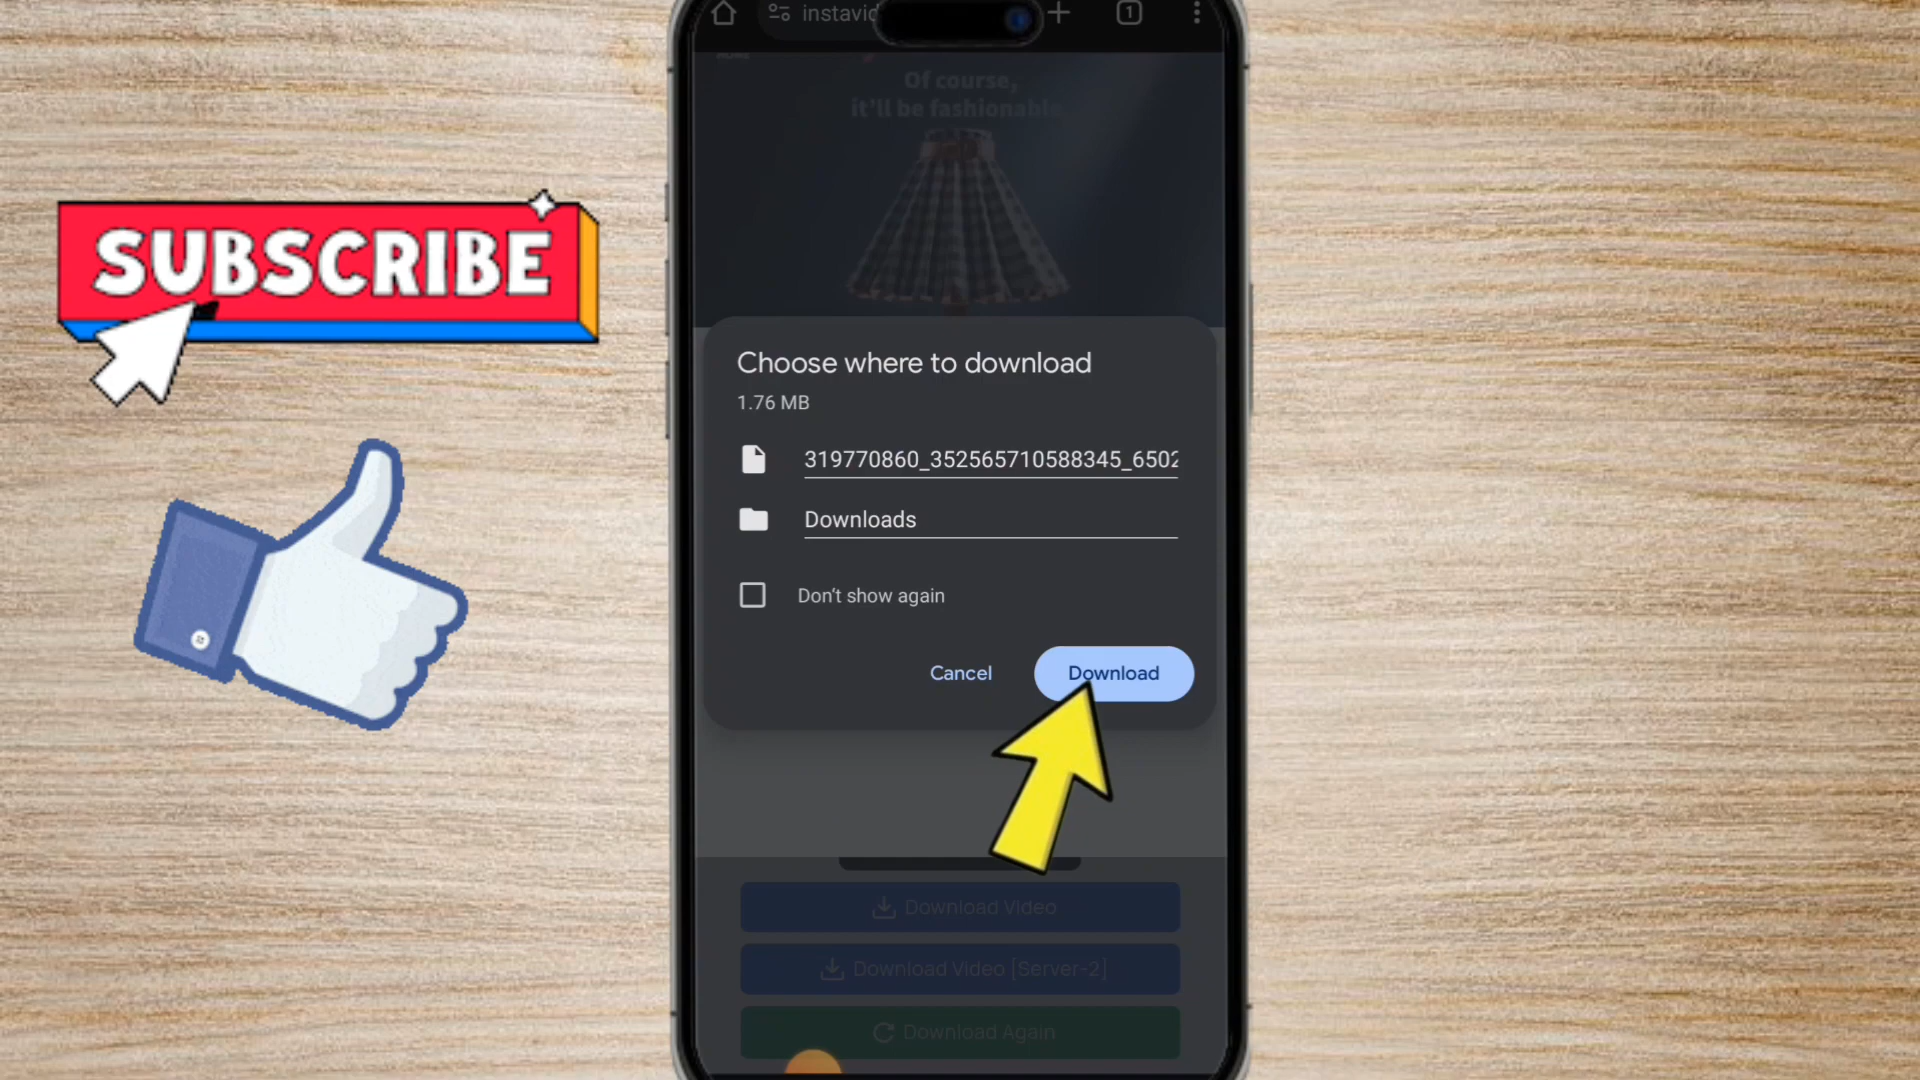 instavid
1
Of course,
it'll be fashionable
SUBSCRIBE
Choose where to download
1.76 MB
319770860_352565710588345_6502
Downloads
Don't show again
Cancel
Download
Download Video
Download Video [Server-2]
Download Again